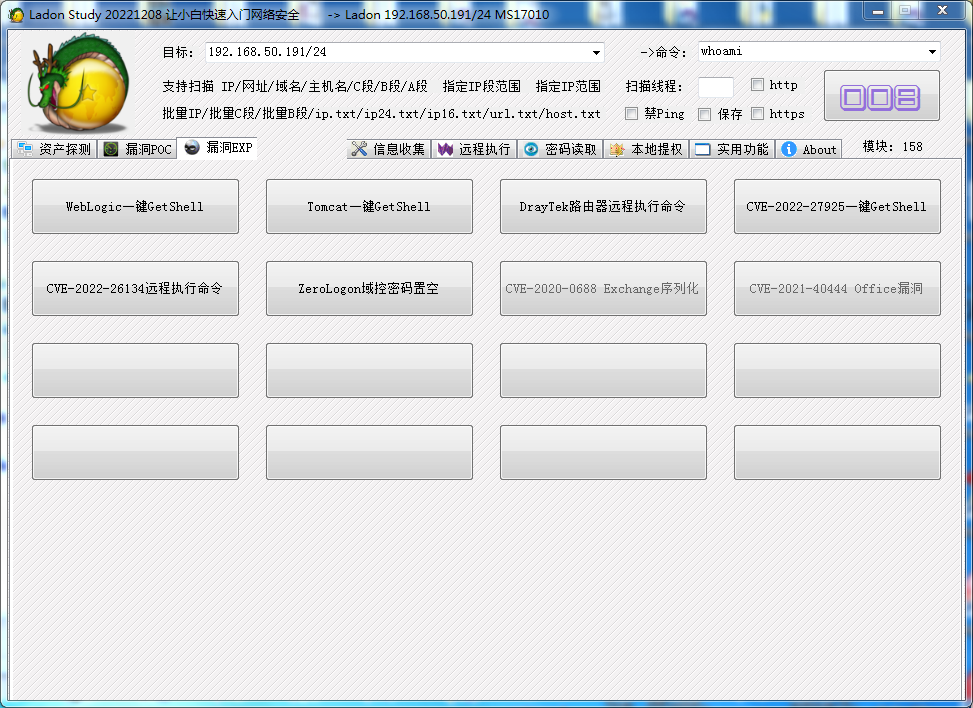 Ladon Study 20221208 让小白快速入门网络安全 -> Ladon 192.168.50.191/24 MS17010
目标: 192.168.50.191/24 ->命令: whoami
支持扫描 IP/网址/域名/主机名/C段/B段/A段 指定IP段范围 指定IP范围 扫描线程: http
批量IP/批量C段/批量B段/ip.txt/ip24.txt/ip16.txt/url.txt/host.txt 禁Ping 保存 https
资产探测 漏洞POC 漏洞EXP 信息收集 远程执行 密码读取 本地提权 实用功能 About 模块: 158
WebLogic一键GetShell Tomcat一键GetShell DrayTek路由器远程执行命令 CVE-2022-27925一键GetShell
CVE-2022-26134远程执行命令 ZeroLogon域控密码置空 CVE-2020-0688 Exchange序列化 CVE-2021-40444 Office漏洞